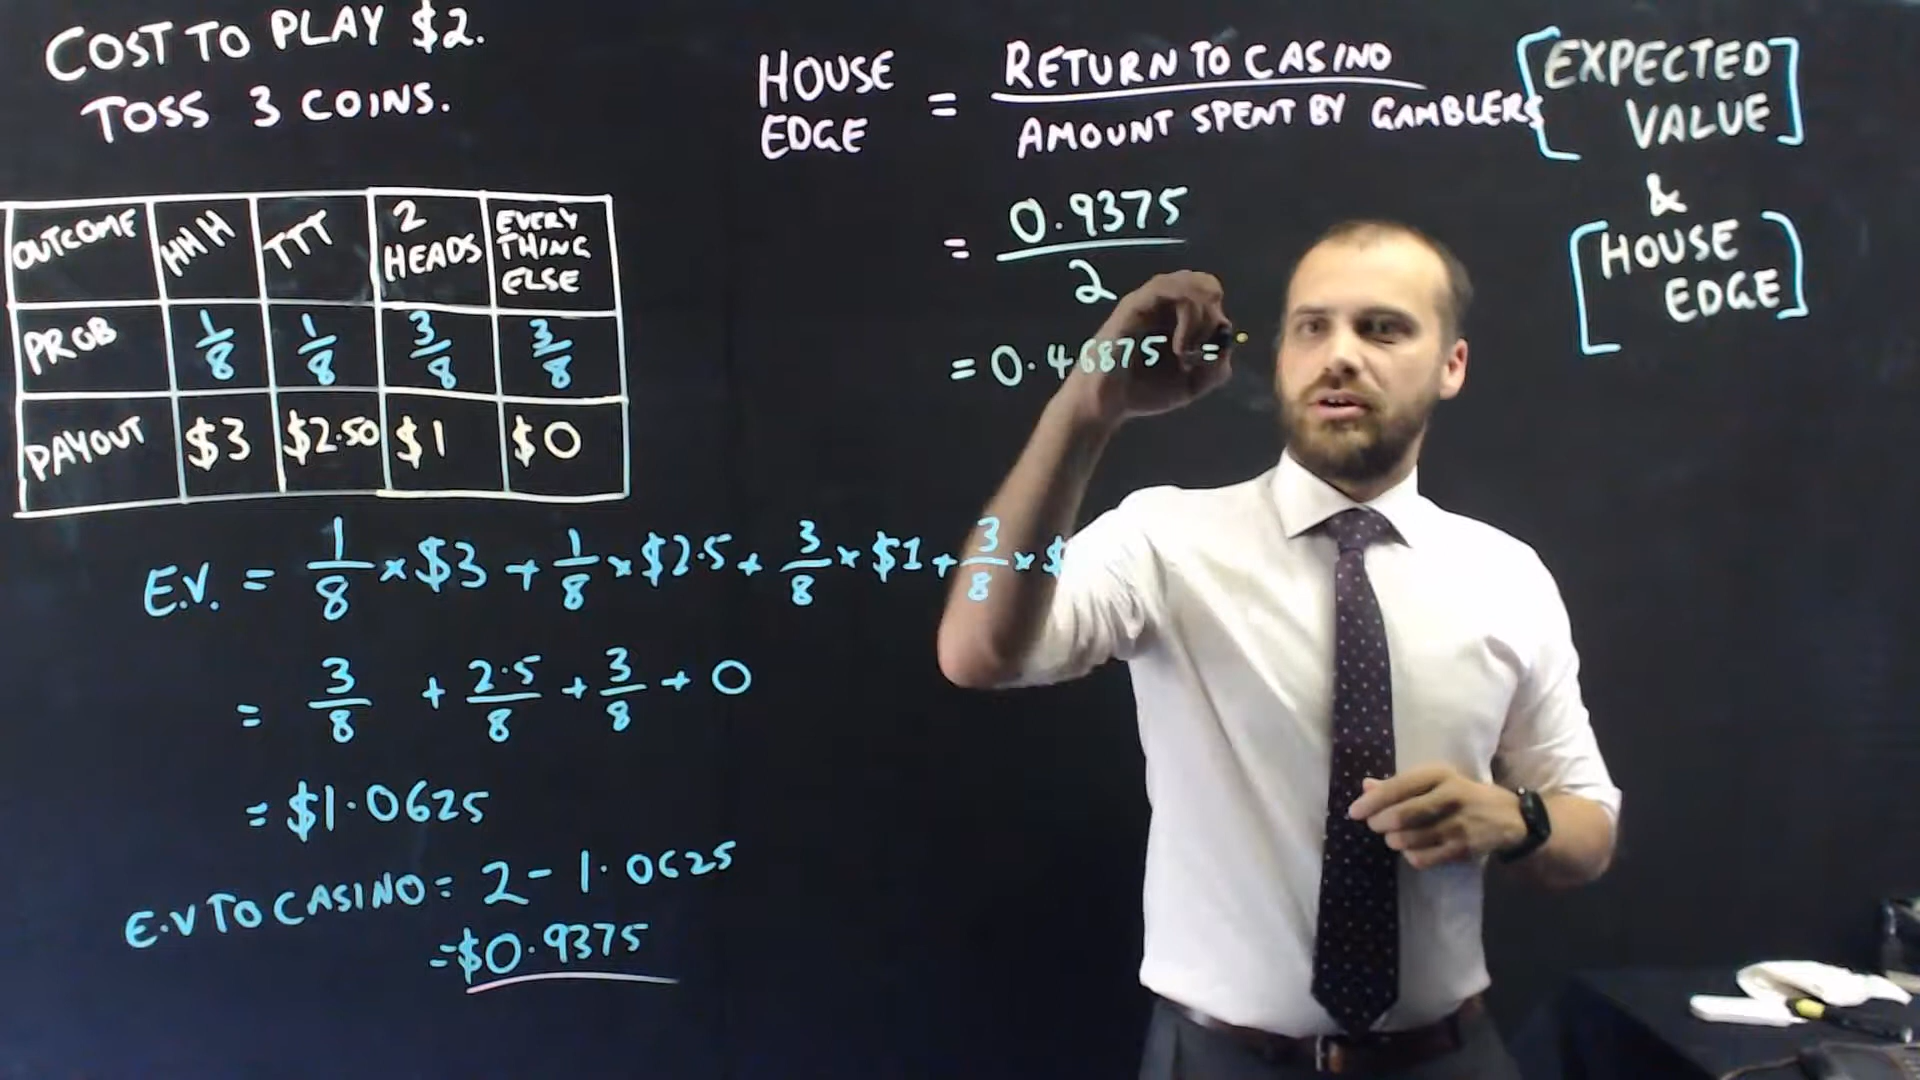 COST TO PLAY $2.
TOSS 3 COINS.
OUTCOME HHH TTT 2 HEADS EVERY THING ELSE
PROB 1/8 1/8 3/8 3/8
PAYOUT $3 $2.50 $1 $0
E.V. = 1/8 × $3 + 1/8 × $2.5 + 3/8 × $1 + 3/8 × $
= 3/8 + 2.5/8 + 3/8 + 0
= $1.0625
E.V TO CASINO = 2 - 1.0625
= $0.9375
HOUSE EDGE = RETURN TO CASINO / AMOUNT SPENT BY GAMBLERS
= 0.9375 / 2
= 0.46875 =
[EXPECTED
VALUE]
&
[HOUSE
EDGE]